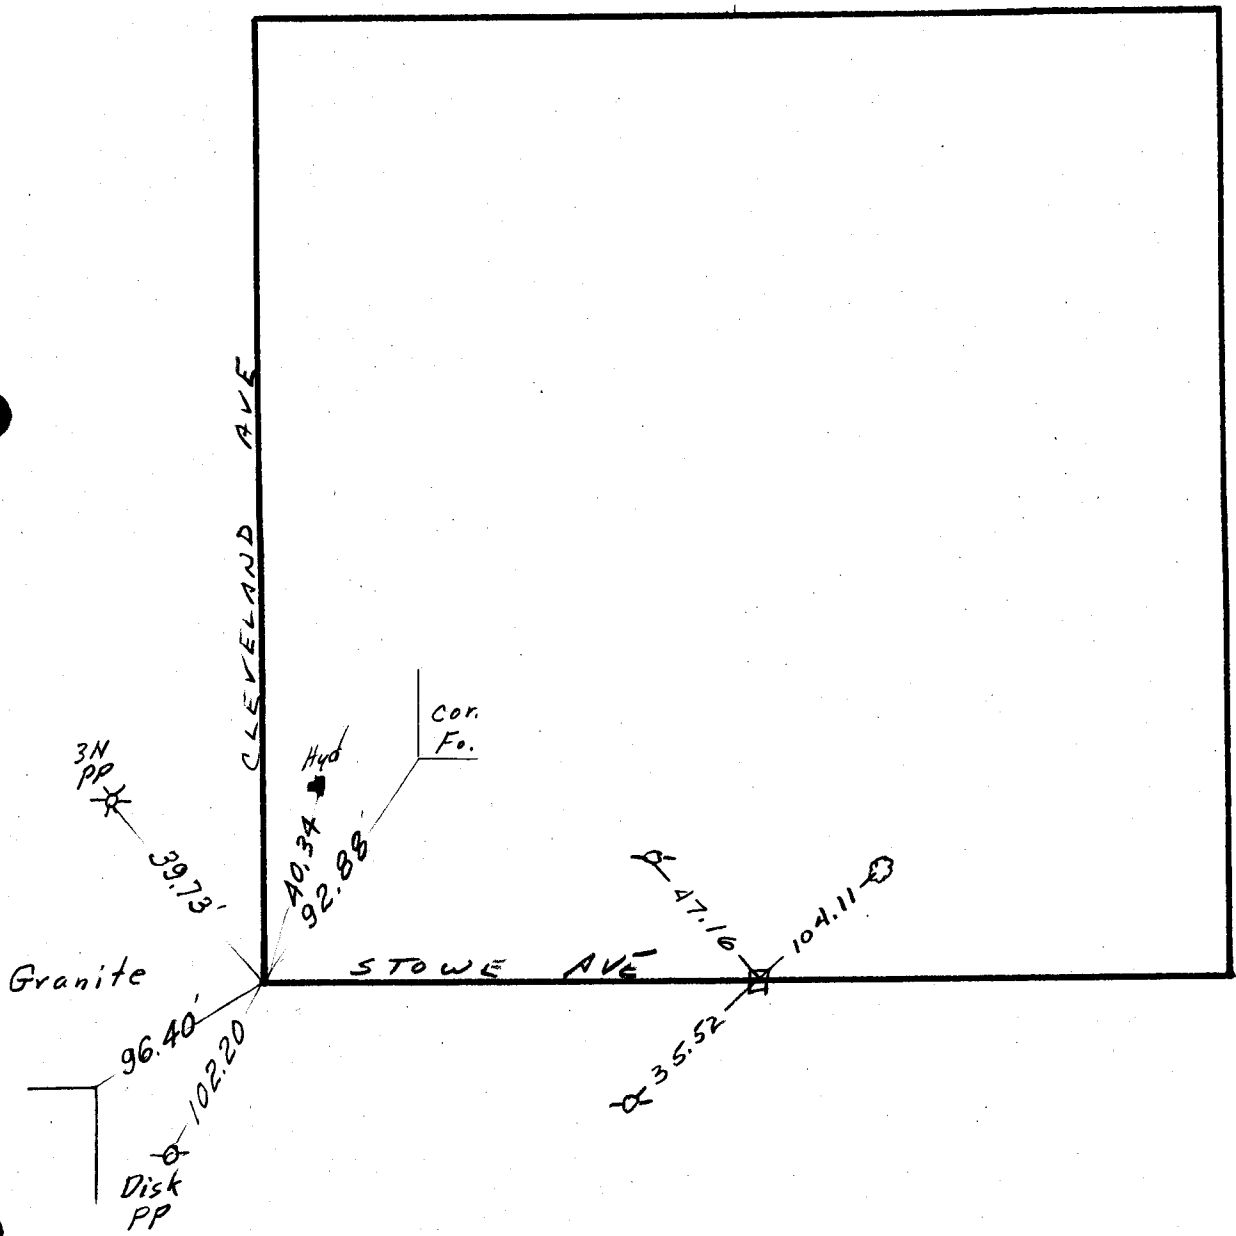 CLEVELAND AVE
cor.
Fo.
Hyd
3N
PP
39.73'
40.34
92.88'
47.16
104.11
STOWE AVE
Granite
96.40'
102.20
35.52
Disk
PP